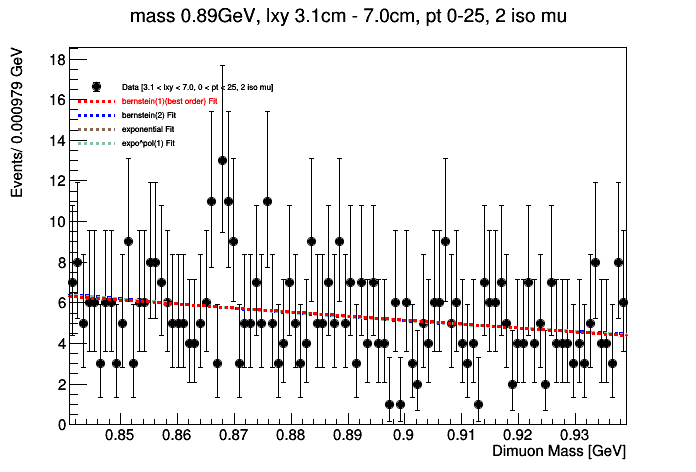 mass 0.89GeV, lxy 3.1cm - 7.0cm, pt 0-25, 2 iso mu
Events/ 0.000979 GeV
18
16
14
12
10
8
6
4
2
0
Data [3.1 < lxy < 7.0, 0 < pt < 25, 2 iso mu]
bernstein(1)(best order) Fit
bernstein(2) Fit
exponential Fit
expo*pol(1) Fit
0.85 0.86 0.87 0.88 0.89 0.9 0.91 0.92 0.93
Dimuon Mass [GeV]